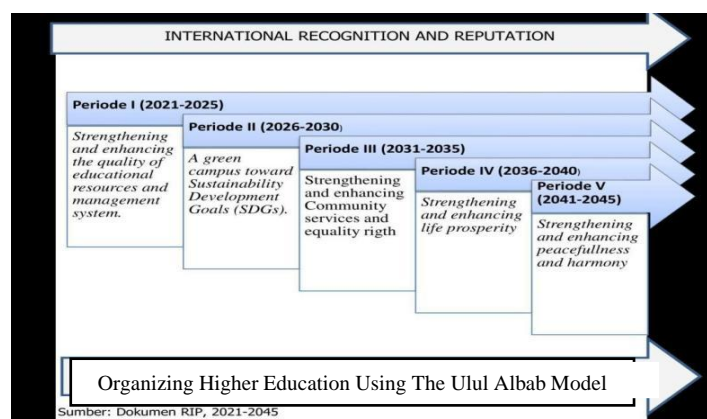 INTERNATIONAL RECOGNITION AND REPUTATION
Periode I (2021-2025)
Strengthening
and enhancing
the quality of
educational
resources and
management
system.
Periode II (2026-2030)
A green
campus toward
Sustainability
Development
Goals (SDGs).
Periode III (2031-2035)
Strengthening
and enhancing
Community
services and
equality rigth
Periode IV (2036-2040)
Strengthening
and enhancing
life prosperity
Periode V
(2041-2045)
Strengthening
and enhancing
peacefullness
and harmony
Organizing Higher Education Using The Ulul Albab Model
Sumber: Dokumen RIP, 2021-2045